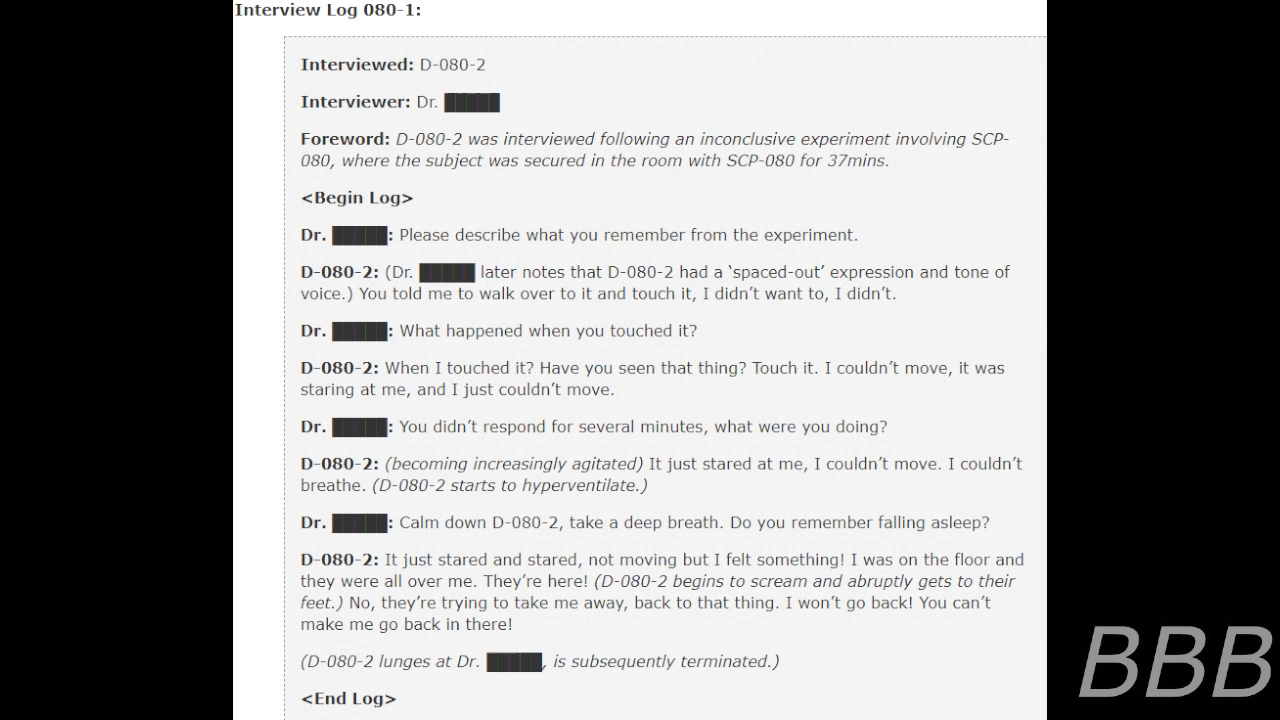 Interview Log 080-1:
Interviewed: D-080-2
Interviewer: Dr. █████
Foreword: D-080-2 was interviewed following an inconclusive experiment involving SCP-
080, where the subject was secured in the room with SCP-080 for 37mins.
<Begin Log>
Dr. █████: Please describe what you remember from the experiment.
D-080-2: (Dr. █████ later notes that D-080-2 had a ‘spaced-out’ expression and tone of
voice.) You told me to walk over to it and touch it, I didn’t want to, I didn’t.
Dr. █████: What happened when you touched it?
D-080-2: When I touched it? Have you seen that thing? Touch it. I couldn’t move, it was
staring at me, and I just couldn’t move.
Dr. █████: You didn’t respond for several minutes, what were you doing?
D-080-2: (becoming increasingly agitated) It just stared at me, I couldn’t move. I couldn’t
breathe. (D-080-2 starts to hyperventilate.)
Dr. █████: Calm down D-080-2, take a deep breath. Do you remember falling asleep?
D-080-2: It just stared and stared, not moving but I felt something! I was on the floor and
they were all over me. They’re here! (D-080-2 begins to scream and abruptly gets to their
feet.) No, they’re trying to take me away, back to that thing. I won’t go back! You can’t
make me go back in there!
(D-080-2 lunges at Dr. █████, is subsequently terminated.)
<End Log>
BBB